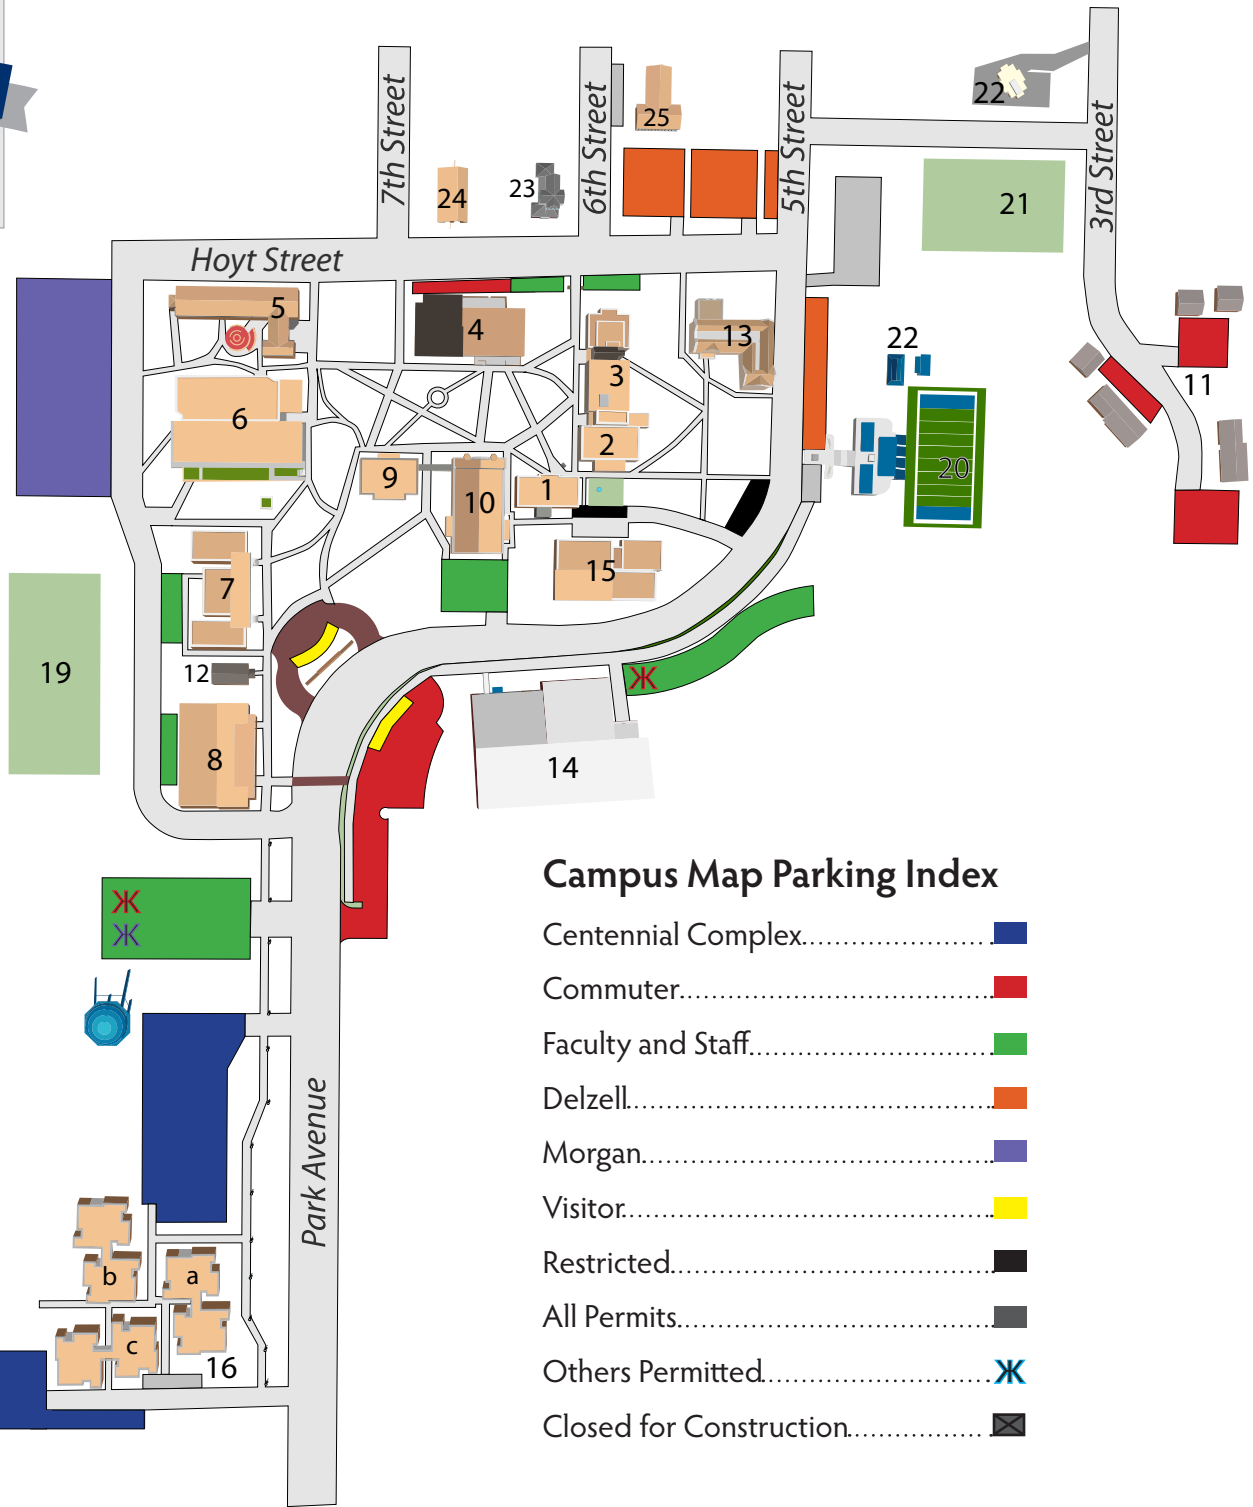 7th Street
6th Street
5th Street
3rd Street
22
25
24
23
21
Hoyt Street
5
4
13
22
3
11
6
2
20
9
1
10
15
7
12
19
8
14
Campus Map Parking Index
Centennial Complex
Commuter
Faculty and Staff
Delzell
Morgan
Visitor
Restricted
All Permits
Others Permitted
Closed for Construction
Ж
Ж
Ж
Ж
Park Avenue
b
a
c
16